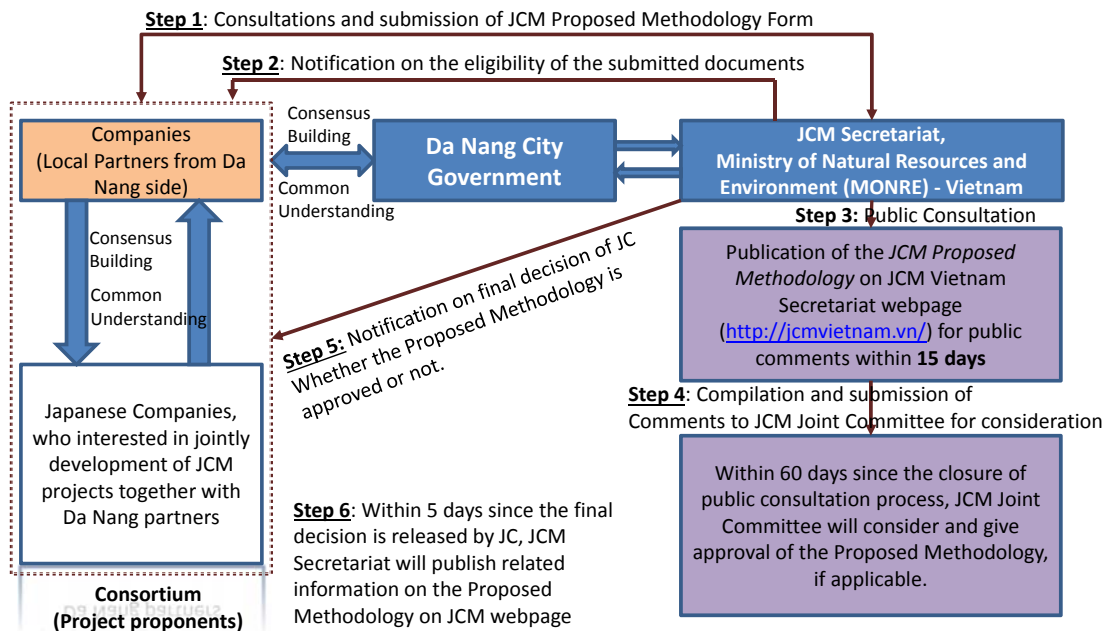 Step 1: Consultations and submission of JCM Proposed Methodology Form
Step 2: Notification on the eligibility of the submitted documents
Companies
(Local Partners from Da
Nang side)
Consensus
Building
Common
Understanding
Da Nang City
Government
JCM Secretariat,
Ministry of Natural Resources and
Environment (MONRE) - Vietnam
Consensus
Building
Common
Understanding
Step 3: Public Consultation
Publication of the JCM Proposed
Methodology on JCM Vietnam
Secretariat webpage
(http://jcmvietnam.vn/) for public
comments within 15 days
Step 5: Notification on final decision of JC
Whether the Proposed Methodology is
approved or not.
Step 4: Compilation and submission of
Comments to JCM Joint Committee for consideration
Japanese Companies,
who interested in jointly
development of JCM
projects together with
Da Nang partners
Within 60 days since the closure of
public consultation process, JCM Joint
Committee will consider and give
approval of the Proposed Methodology,
if applicable.
Step 6: Within 5 days since the final
decision is released by JC, JCM
Secretariat will publish related
information on the Proposed
Methodology on JCM webpage
Consortium
(Project proponents)
Da Nang partners